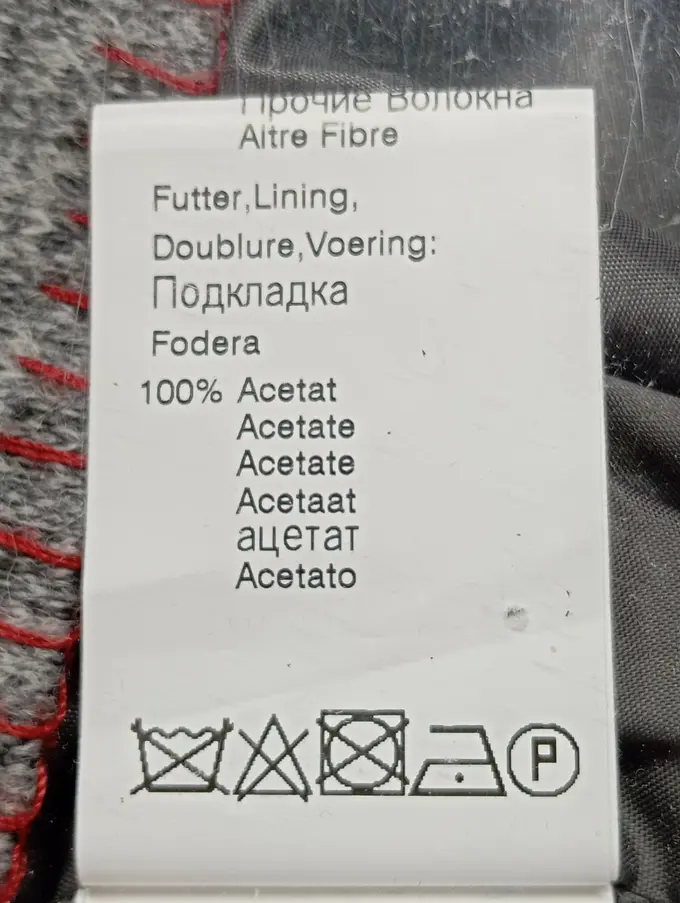 Прочие Волокна
Altre Fibre
Futter,Lining,
Doublure,Voering:
Подкладка
Fodera
100% Acetat
Acetate
Acetate
Acetaat
ацетат
Acetato
P